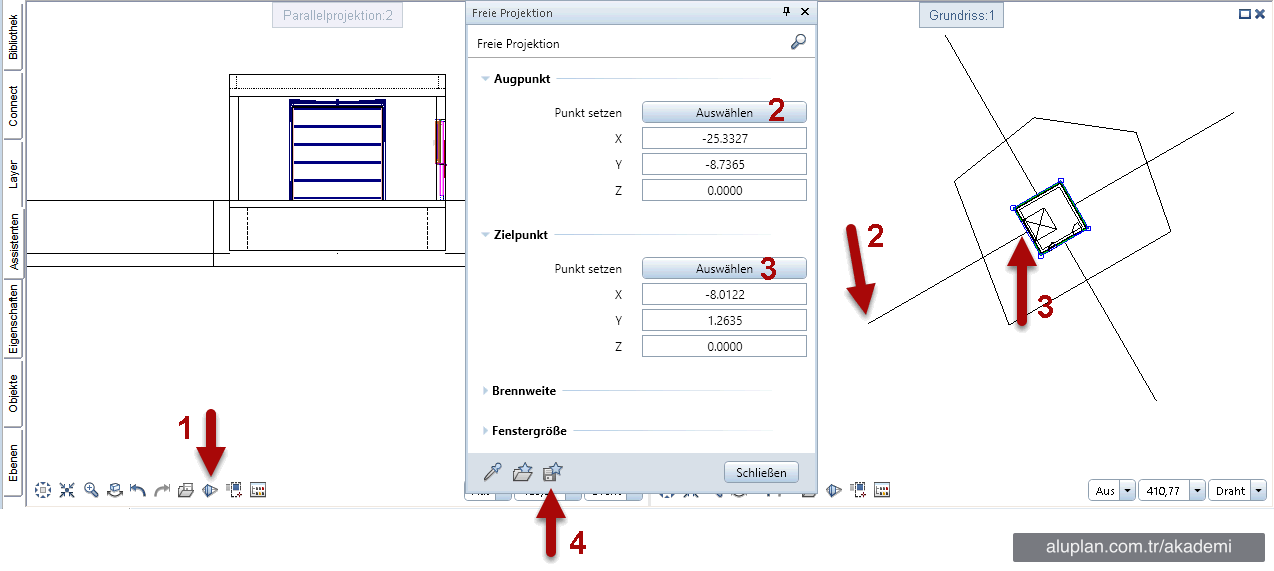 Bibliothek
Connect
Layer
Assistenten
Eigenschaften
Objekte
Ebenen
Parallelprojektion:2
1
Freie Projektion
Freie Projektion
Augpunkt
Punkt setzen
Auswählen
2
X
-25.3327
Y
-8.7365
Z
0.0000
Zielpunkt
Punkt setzen
Auswählen
3
X
-8.0122
Y
1.2635
Z
0.0000
Brennweite
Fenstergröße
Schließen
4
Grundriss:1
2
3
Aus
410,77
Draht
aluplan.com.tr/akademi